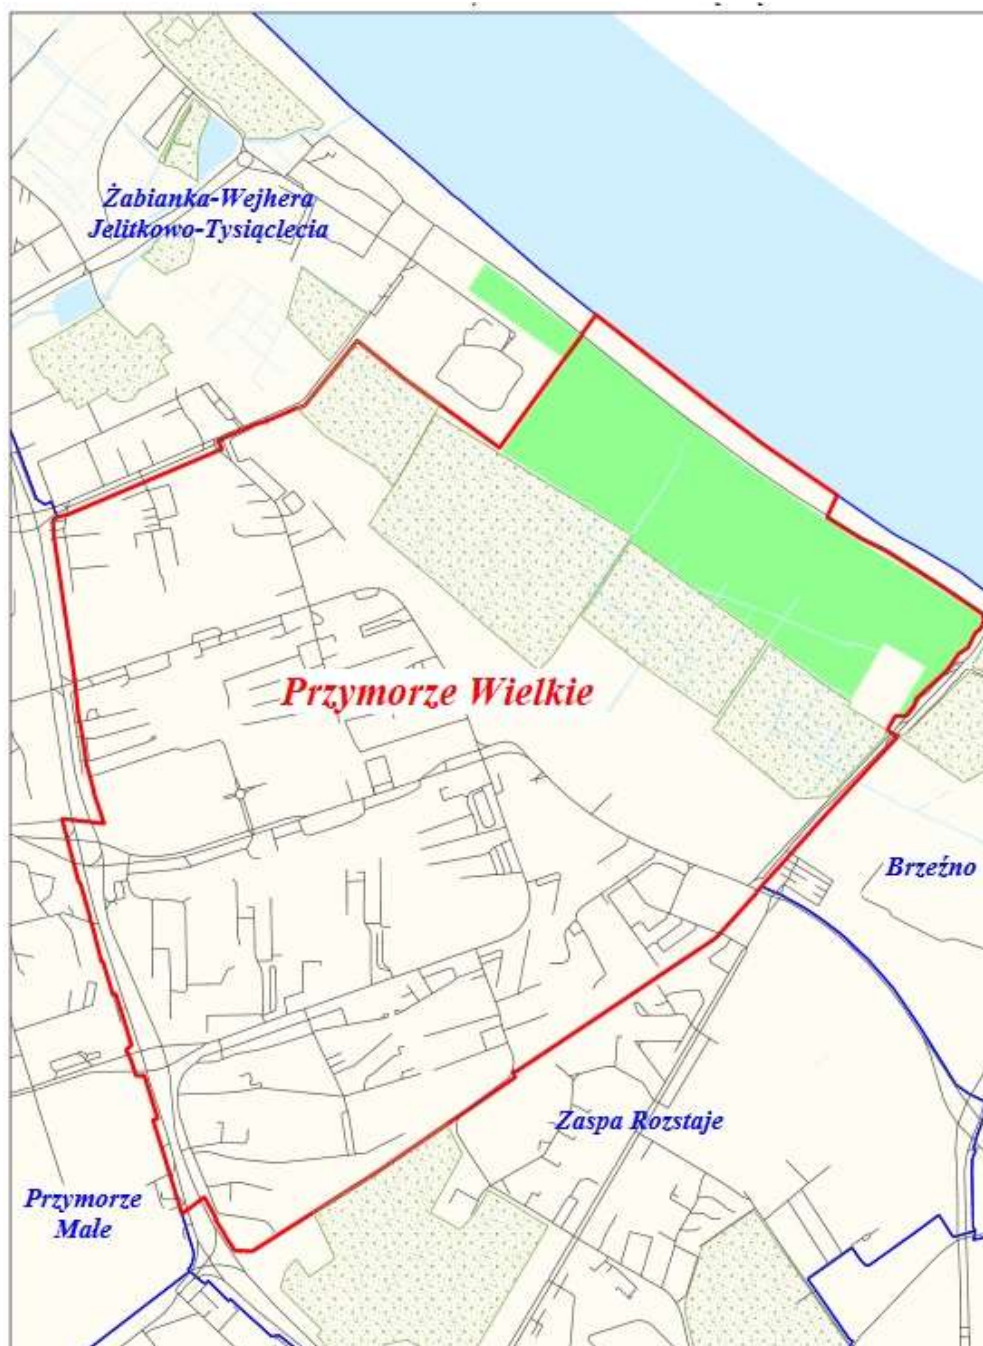 Żabianka-Wejhera
Jelitkowo-Tysiąclecia
Przymorze Wielkie
Brzeźno
Zaspa Rozstaje
Przymorze
Małe